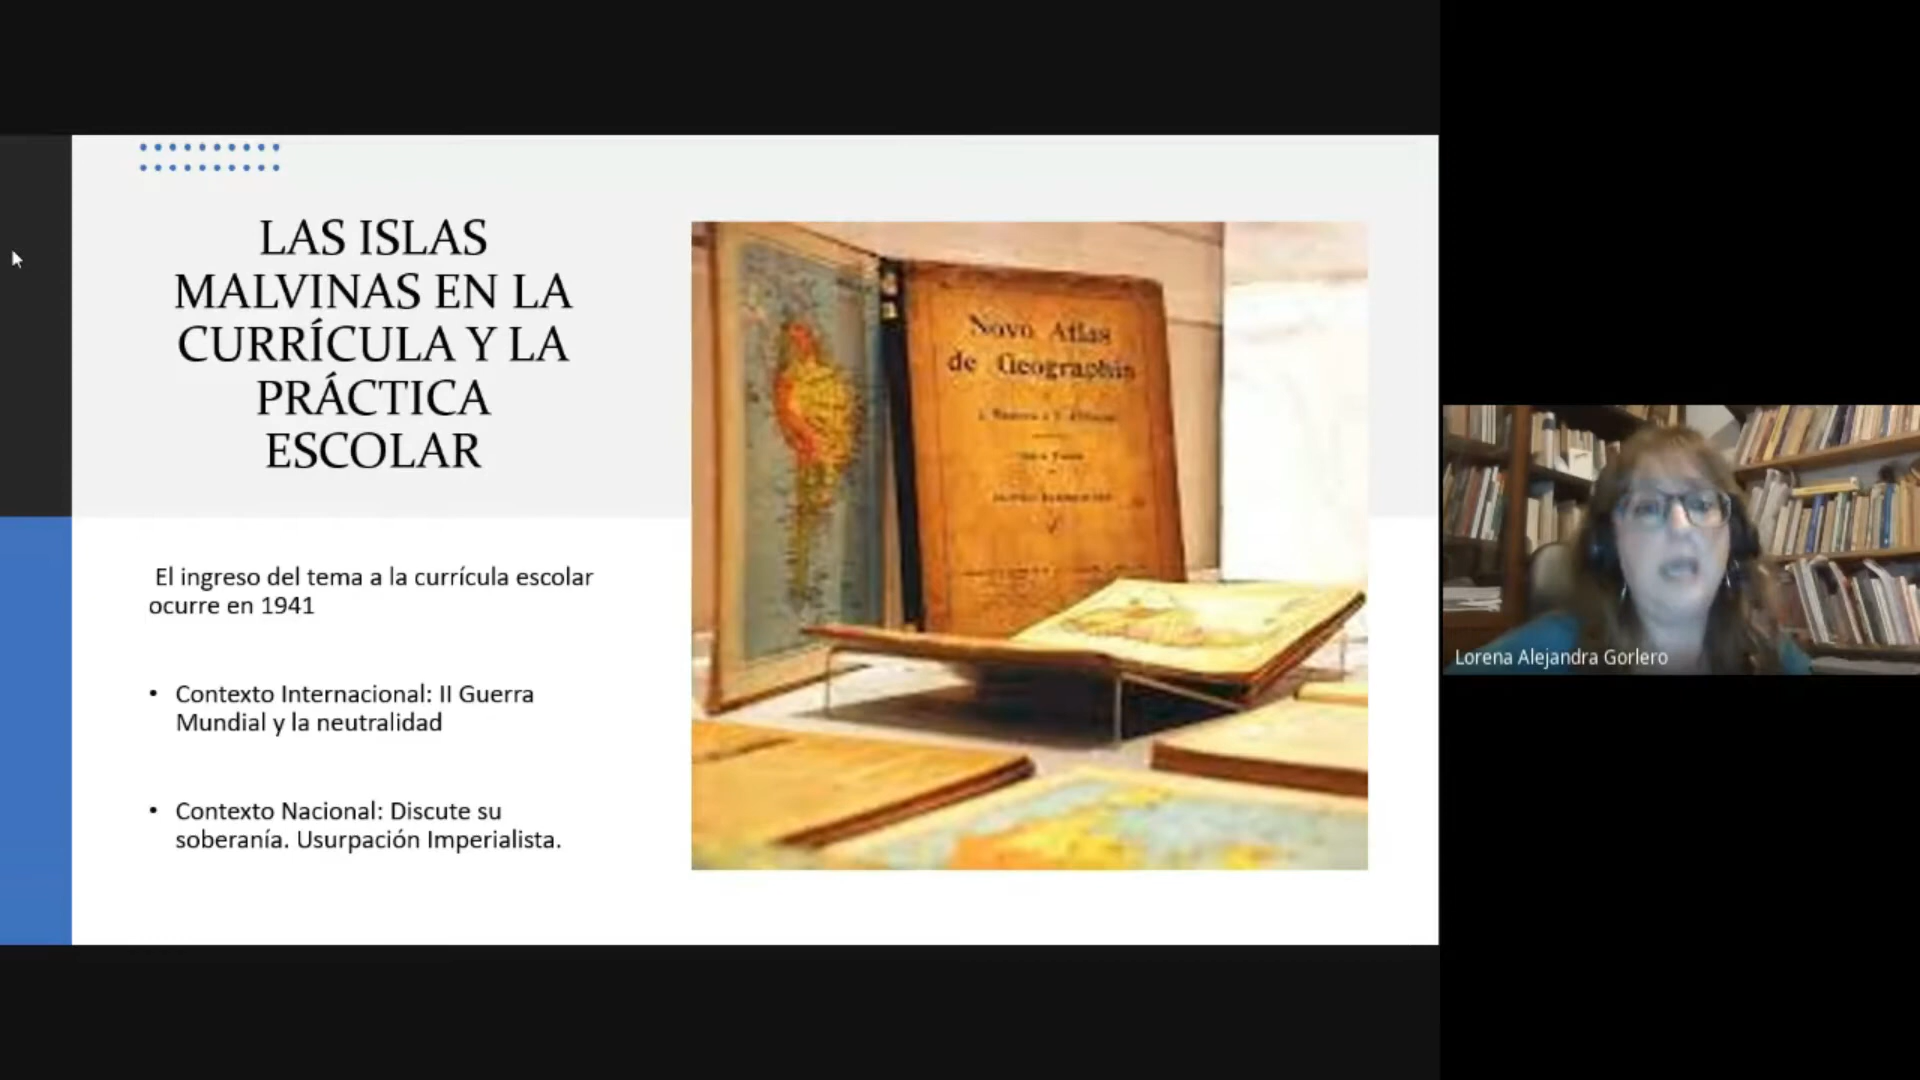 LAS ISLAS
MALVINAS EN LA
CURRÍCULA Y LA
PRÁCTICA
ESCOLAR
El ingreso del tema a la currícula escolar
ocurre en 1941
• Contexto Internacional: II Guerra
Mundial y la neutralidad
• Contexto Nacional: Discute su
soberanía. Usurpación Imperialista.
Novo Atlas
de Geographia
Lorena Alejandra Gorlero